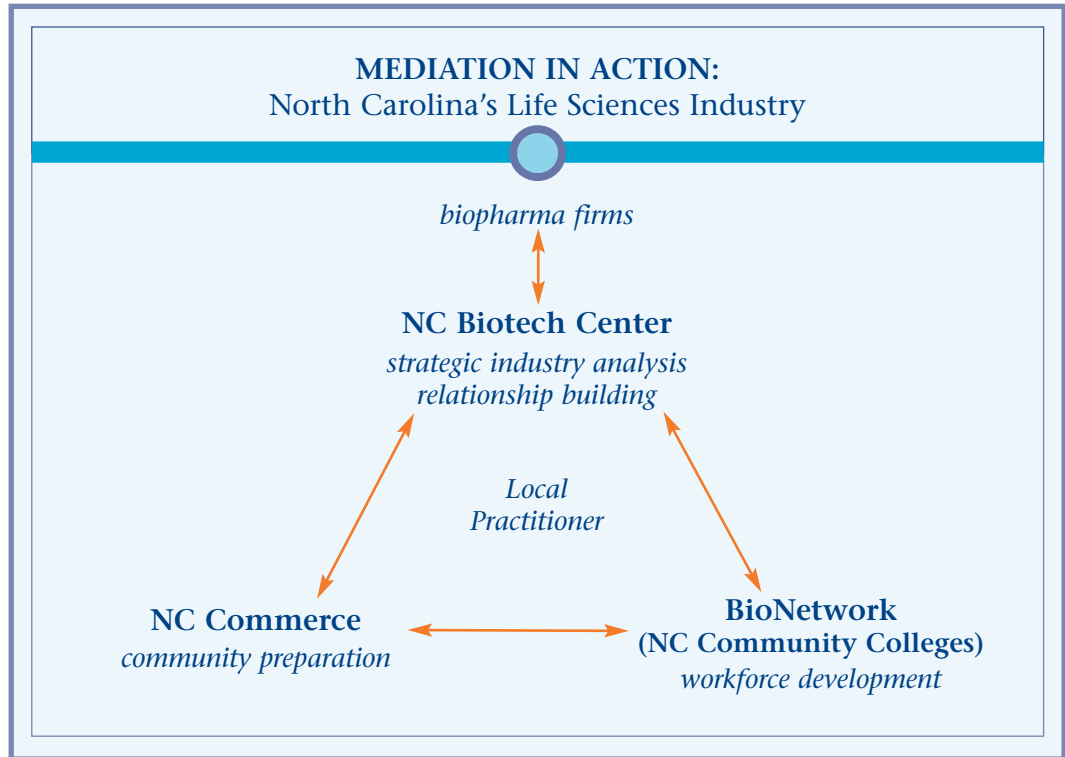 MEDIATION IN ACTION:
North Carolina’s Life Sciences Industry
biopharma firms
NC Biotech Center
strategic industry analysis
relationship building
Local
Practitioner
NC Commerce
community preparation
BioNetwork
(NC Community Colleges)
workforce development